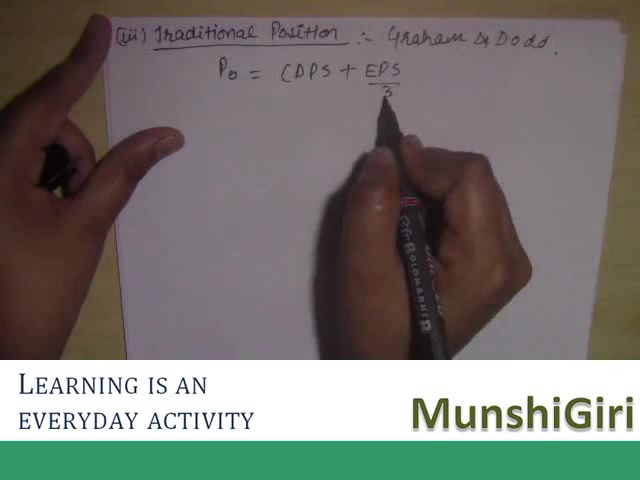 (iii) Traditional Position :- Graham & Dodd.
P0 = (DPS + EPS/3
LEARNING IS AN
EVERYDAY ACTIVITY
MunshiGiri